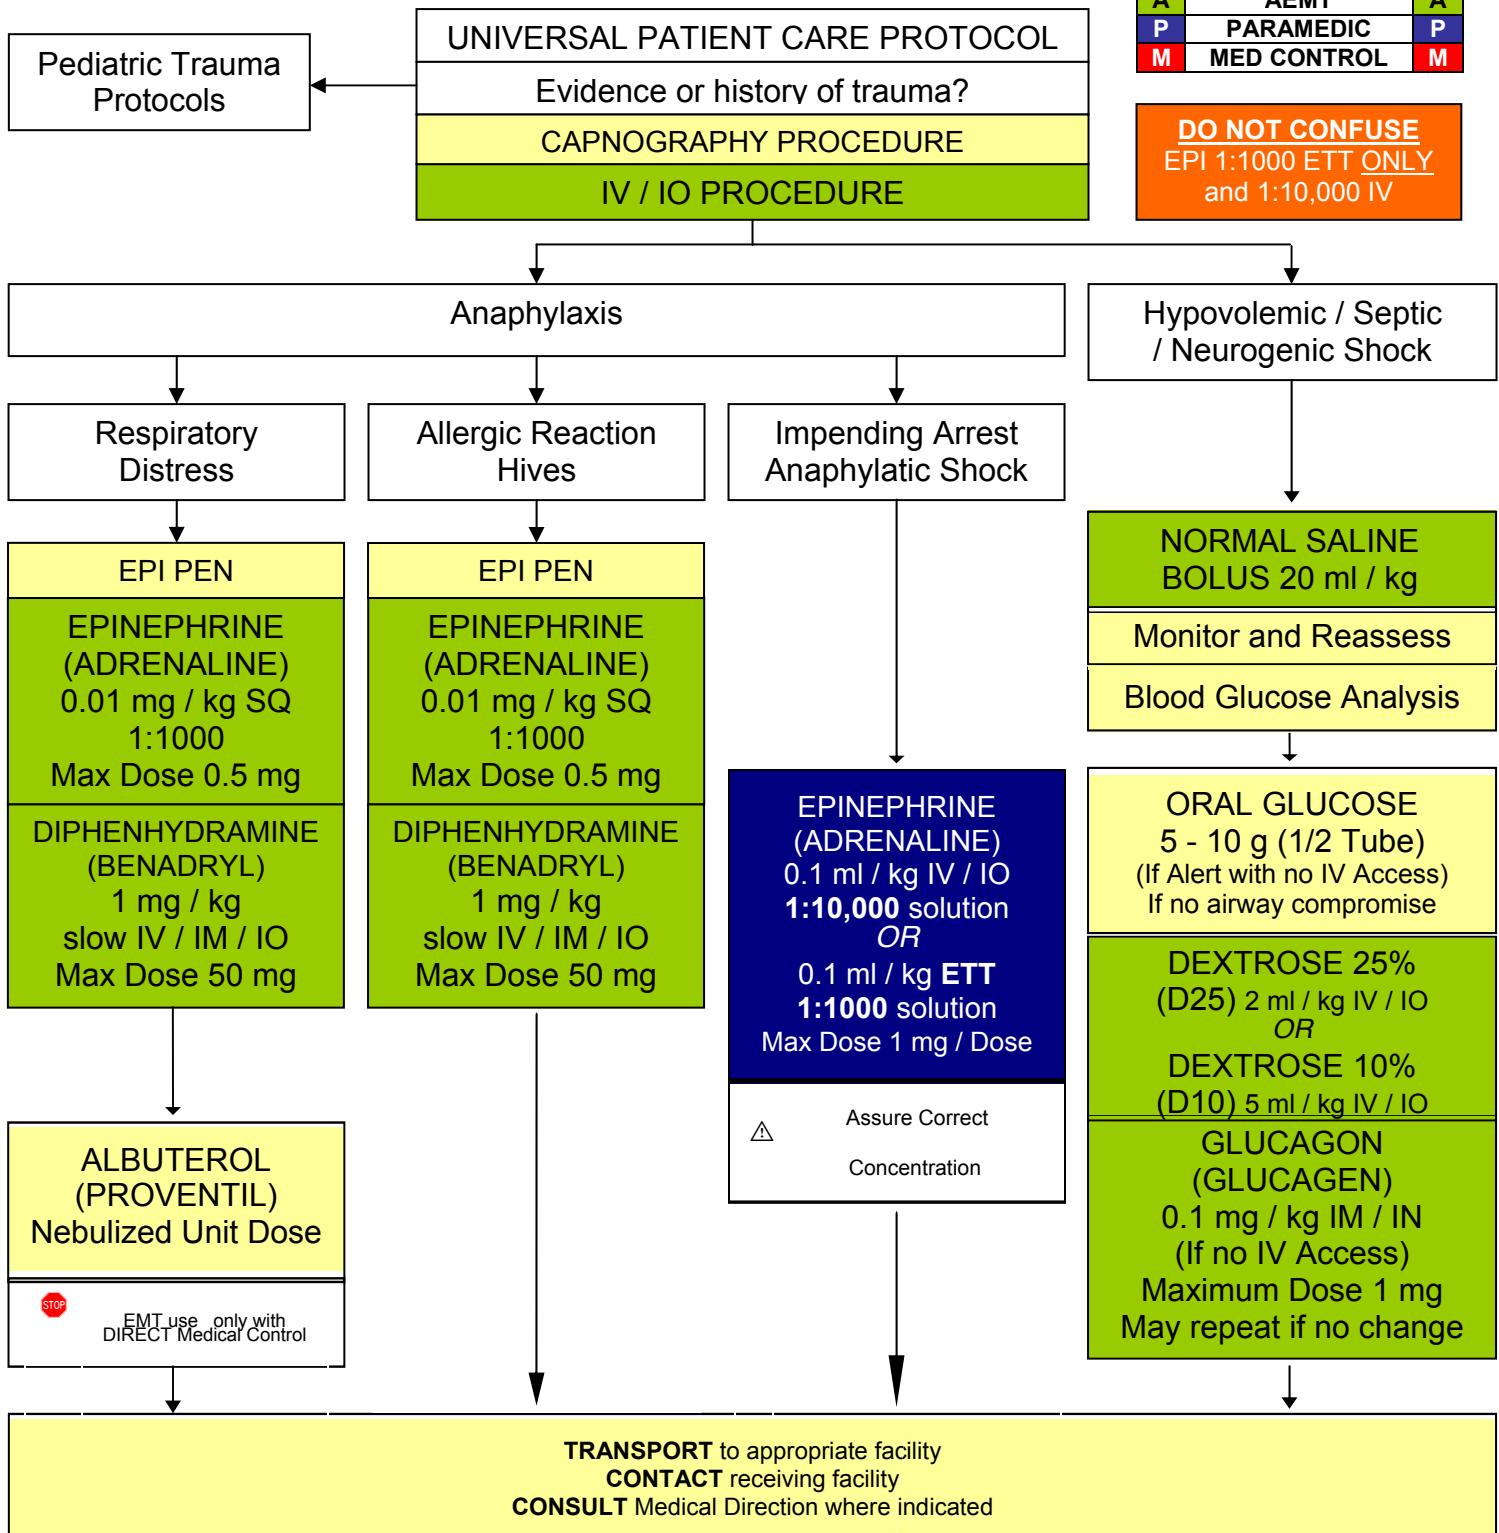 A AEMT A
P PARAMEDIC P
M MED CONTROL M
Pediatric Trauma
Protocols
UNIVERSAL PATIENT CARE PROTOCOL
Evidence or history of trauma?
CAPNOGRAPHY PROCEDURE
IV / IO PROCEDURE
DO NOT CONFUSE
EPI 1:1000 ETT ONLY
and 1:10,000 IV
Anaphylaxis
Hypovolemic / Septic
/ Neurogenic Shock
Respiratory
Distress
Allergic Reaction
Hives
Impending Arrest
Anaphylatic Shock
EPI PEN
EPINEPHRINE
(ADRENALINE)
0.01 mg / kg SQ
1:1000
Max Dose 0.5 mg
DIPHENHYDRAMINE
(BENADRYL)
1 mg / kg
slow IV / IM / IO
Max Dose 50 mg
ALBUTEROL
(PROVENTIL)
Nebulized Unit Dose
STOP
EMT use only with
DIRECT Medical Control
EPI PEN
EPINEPHRINE
(ADRENALINE)
0.01 mg / kg SQ
1:1000
Max Dose 0.5 mg
DIPHENHYDRAMINE
(BENADRYL)
1 mg / kg
slow IV / IM / IO
Max Dose 50 mg
EPINEPHRINE
(ADRENALINE)
0.1 ml / kg IV / IO
1:10,000 solution
OR
0.1 ml / kg ETT
1:1000 solution
Max Dose 1 mg / Dose
Assure Correct
Concentration
NORMAL SALINE
BOLUS 20 ml / kg
Monitor and Reassess
Blood Glucose Analysis
ORAL GLUCOSE
5 - 10 g (1/2 Tube)
(If Alert with no IV Access)
If no airway compromise
DEXTROSE 25%
(D25) 2 ml / kg IV / IO
OR
DEXTROSE 10%
(D10) 5 ml / kg IV / IO
GLUCAGON
(GLUCAGEN)
0.1 mg / kg IM / IN
(If no IV Access)
Maximum Dose 1 mg
May repeat if no change
TRANSPORT to appropriate facility
CONTACT receiving facility
CONSULT Medical Direction where indicated